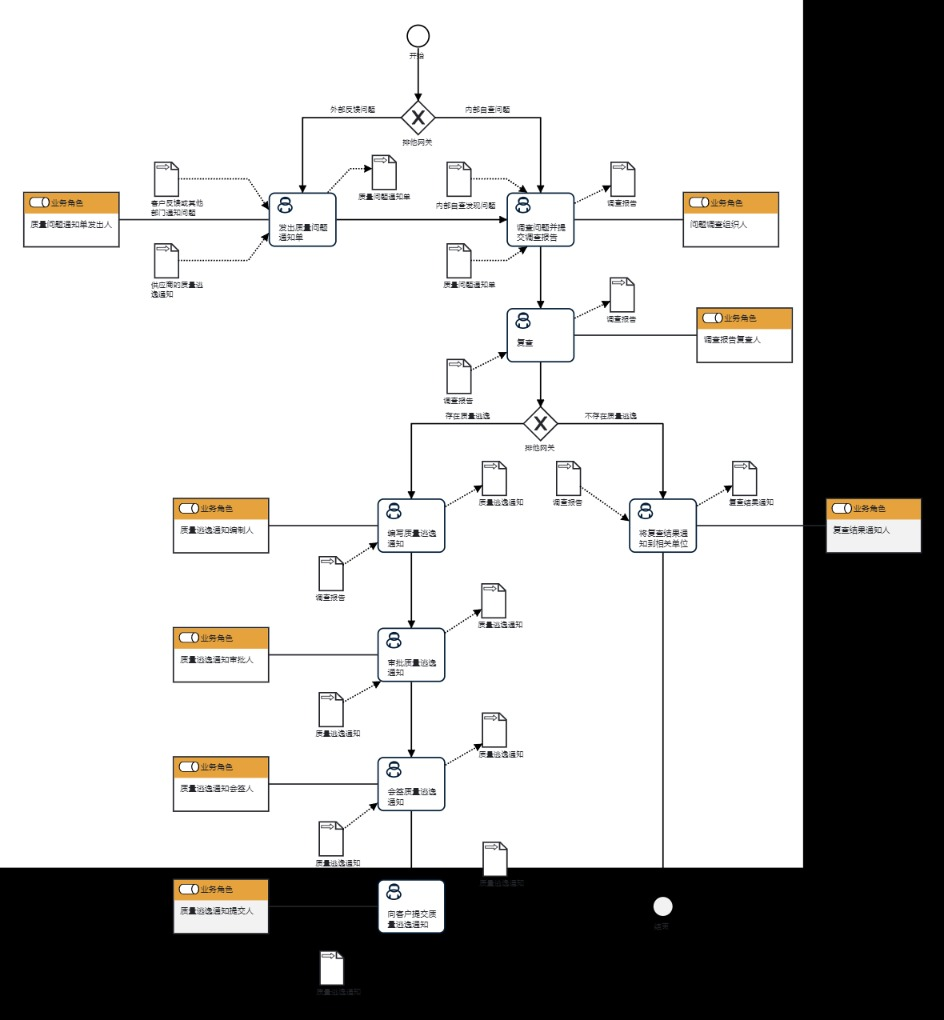 开始
外部反馈问题
内部自查问题
排他网关
客户反馈或其他
部门通知问题
质量问题通知单
内部自查发现问题
调查报告
业务角色
质量问题通知单发出人
发出质量问题
通知单
调查问题并提
交调查报告
业务角色
问题调查组织人
供应商的质量逃
逸通知
质量问题通知单
调查报告
业务角色
调查报告复查人
复查
调查报告
存在质量逃逸
不存在质量逃逸
排他网关
质量逃逸通知
调查报告
复查结果通知
业务角色
质量逃逸通知编制人
编写质量逃逸
通知
将复查结果通
知到相关单位
业务角色
复查结果通知人
调查报告
质量逃逸通知
业务角色
质量逃逸通知审批人
审批质量逃逸
通知
质量逃逸通知
质量逃逸通知
业务角色
质量逃逸通知会签人
会签质量逃逸
通知
质量逃逸通知
质量逃逸通知
业务角色
质量逃逸通知提交人
向客户提交质
量逃逸通知
结束
质量逃逸通知